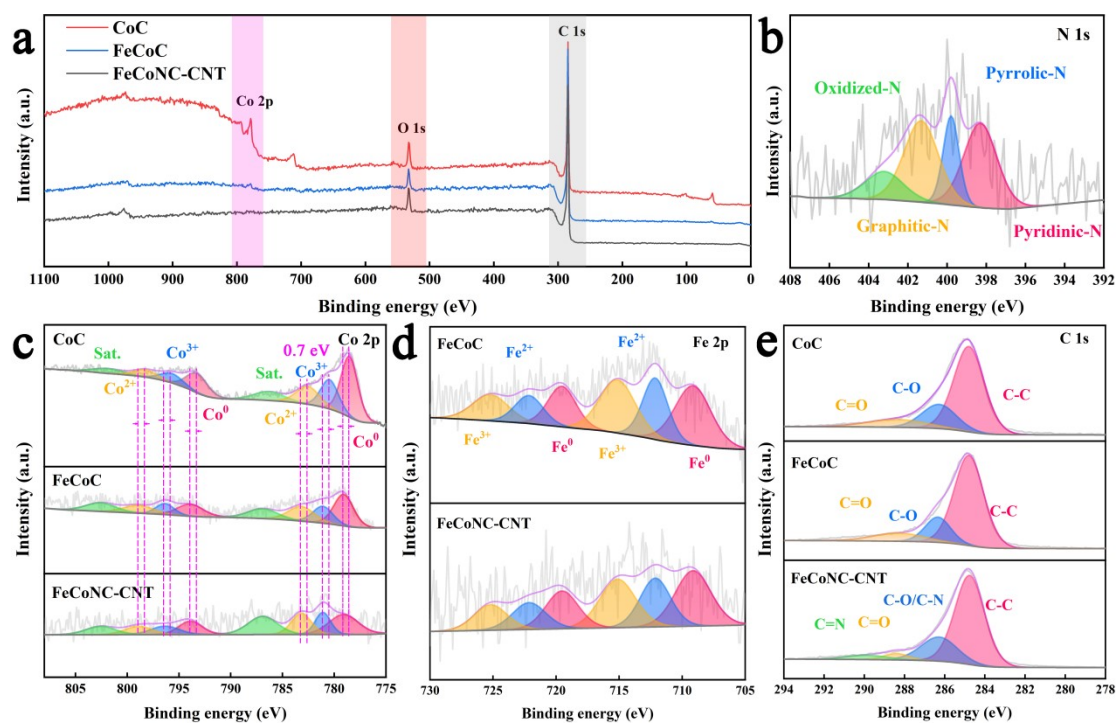 a
CoC
FeCoC
FeCoNC-CNT
Co 2p
O 1s
C 1s
Intensity (a.u.)
1100 1000 900 800 700 600 500 400 300 200 100 0
Binding energy (eV)
b
N 1s
Oxidized-N
Pyrrolic-N
Graphitic-N
Pyridinic-N
Intensity (a.u.)
408 406 404 402 400 398 396 394 392
Binding energy (eV)
c
CoC
Co 2p
Sat.
Co³⁺
0.7 eV
Co²⁺
Sat.
Co³⁺
Co⁰
Co²⁺
Co⁰
FeCoC
FeCoNC-CNT
Intensity (a.u.)
805 800 795 790 785 780 775
Binding energy (eV)
d
FeCoC
Fe 2p
Fe²⁺
Fe²⁺
Fe³⁺
Fe⁰
Fe³⁺
Fe⁰
FeCoNC-CNT
Intensity (a.u.)
730 725 720 715 710 705
Binding energy (eV)
e
CoC
C 1s
C=O
C-O
C-C
FeCoC
C=O
C-O
C-C
FeCoNC-CNT
C=N
C=O
C-O/C-N
C-C
Intensity (a.u.)
294 292 290 288 286 284 282 280 278
Binding energy (eV)